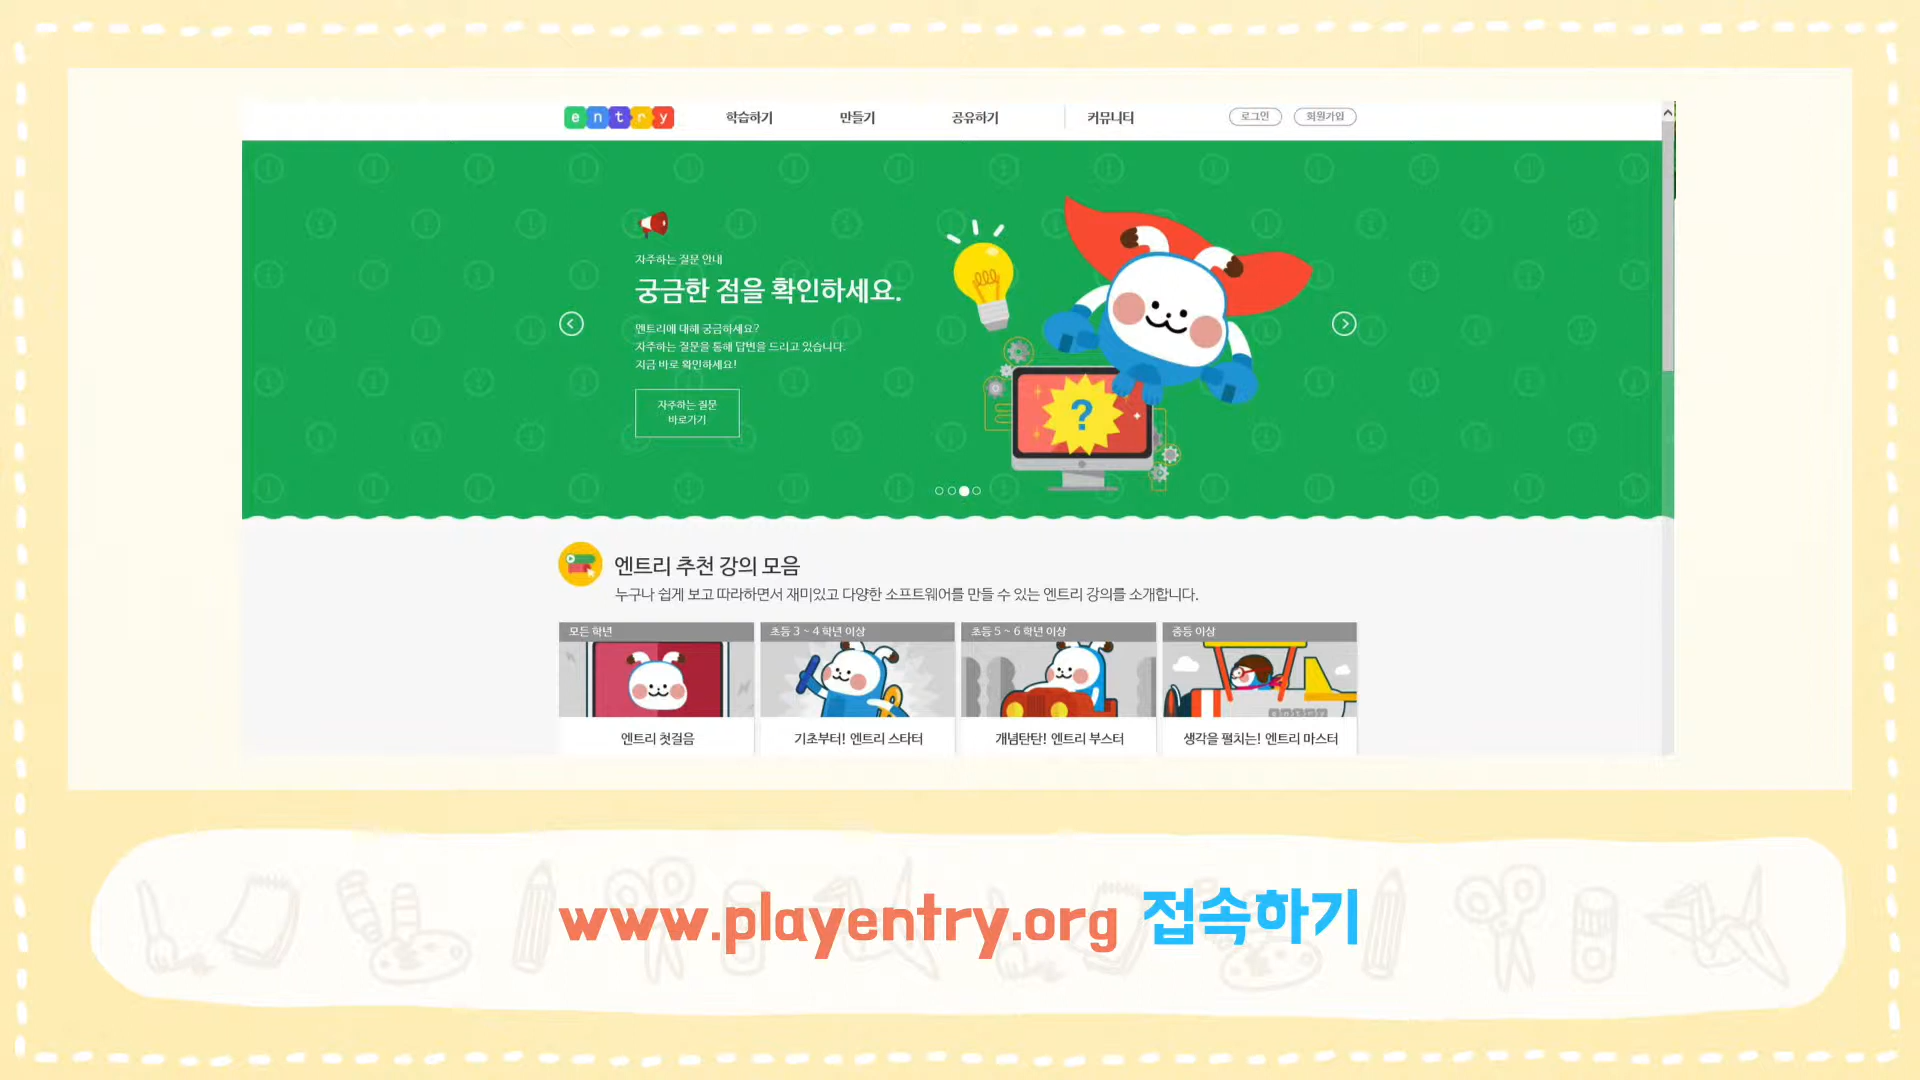 entry 학습하기 만들기 공유하기 커뮤니티 로그인 회원가입
자주하는 질문 안내
궁금한 점을 확인하세요.
엔트리에 대해 궁금하세요?
자주하는 질문을 통해 답변을 드리고 있습니다.
지금 바로 확인하세요!
자주하는 질문
바로가기
?
엔트리 추천 강의 모음
누구나 쉽게 보고 따라하면서 재미있고 다양한 소프트웨어를 만들 수 있는 엔트리 강의를 소개합니다.
모든 학년 초등 3 ~ 4 학년 이상 초등 5 ~ 6 학년 이상 중등 이상
entry
엔트리 첫걸음 기초부터! 엔트리 스타터 개념탄탄! 엔트리 부스터 생각을 펼치는! 엔트리 마스터
www.playentry.org 접속하기